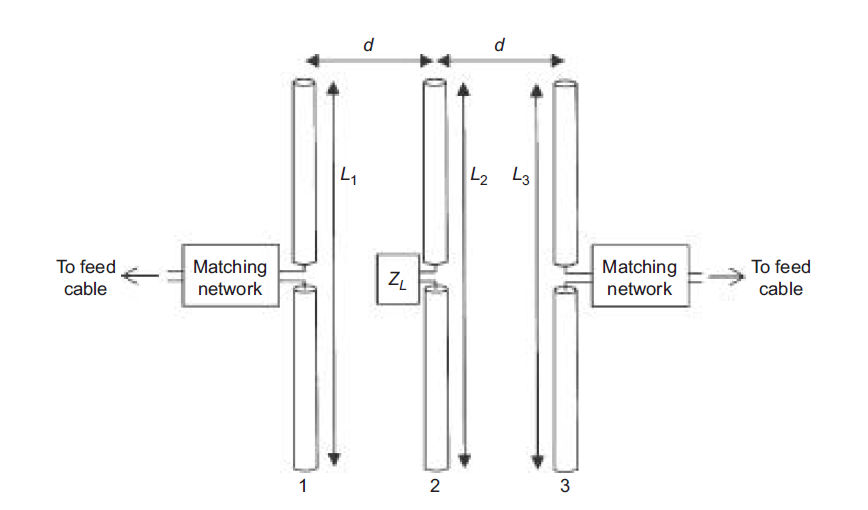 d
d
L1
L2
L3
To feed
cable
Matching
network
ZL
Matching
network
To feed
cable
1
2
3